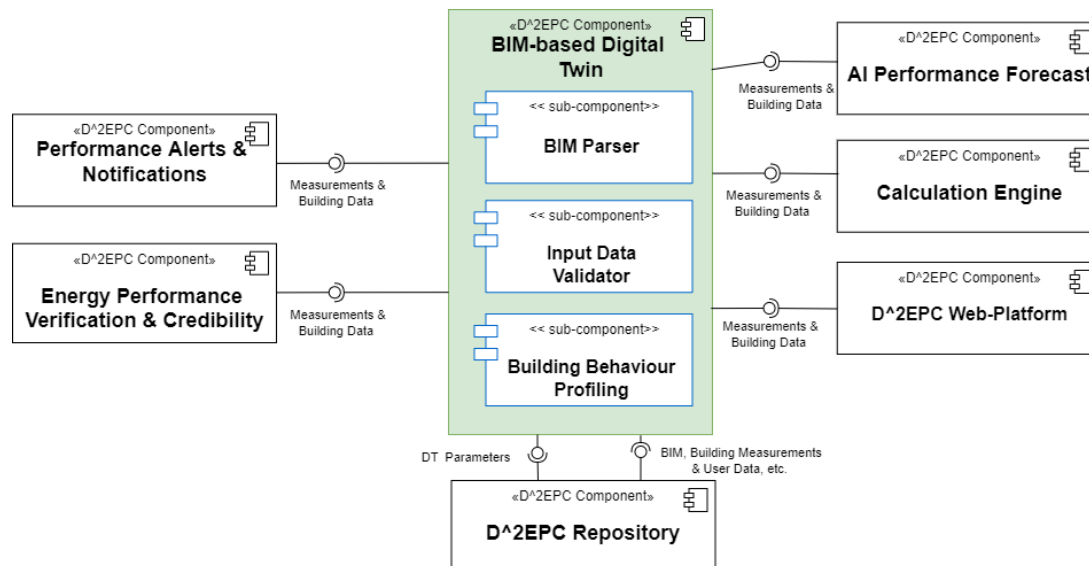 «D^2EPC Component»
BIM-based Digital
Twin
<< sub-component>>
BIM Parser
<< sub-component>>
Input Data
Validator
<< sub-component>>
Building Behaviour
Profiling
«D^2EPC Component»
Performance Alerts &
Notifications
Measurements &
Building Data
«D^2EPC Component»
Energy Performance
Verification & Credibility
Measurements &
Building Data
«D^2EPC Component»
AI Performance Forecast
Measurements &
Building Data
«D^2EPC Component»
Calculation Engine
Measurements &
Building Data
«D^2EPC Component»
D^2EPC Web-Platform
Measurements &
Building Data
DT Parameters
BIM, Building Measurements
& User Data, etc.
«D^2EPC Component»
D^2EPC Repository